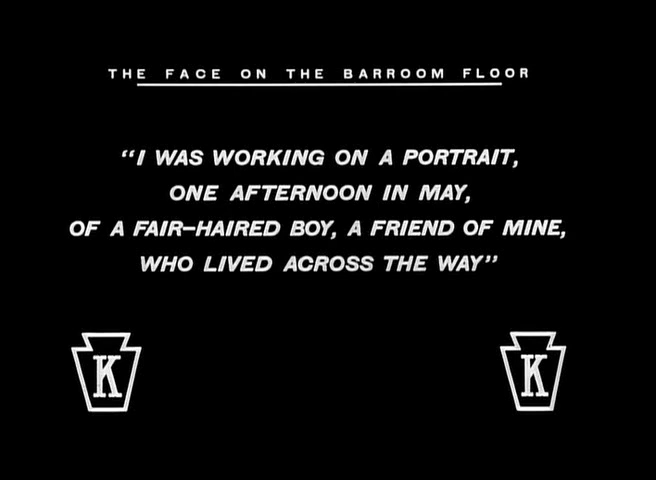 THE FACE ON THE BARROOM FLOOR
"I WAS WORKING ON A PORTRAIT,
ONE AFTERNOON IN MAY,
OF A FAIR-HAIRED BOY, A FRIEND OF MINE,
WHO LIVED ACROSS THE WAY"
K K